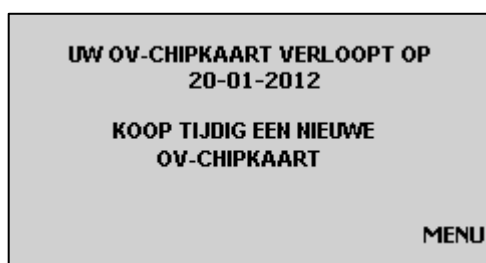 UW OV-CHIPKAART VERLOOPT OP
20-01-2012
KOOP TIJDIG EEN NIEUWE
OV-CHIPKAART
MENU